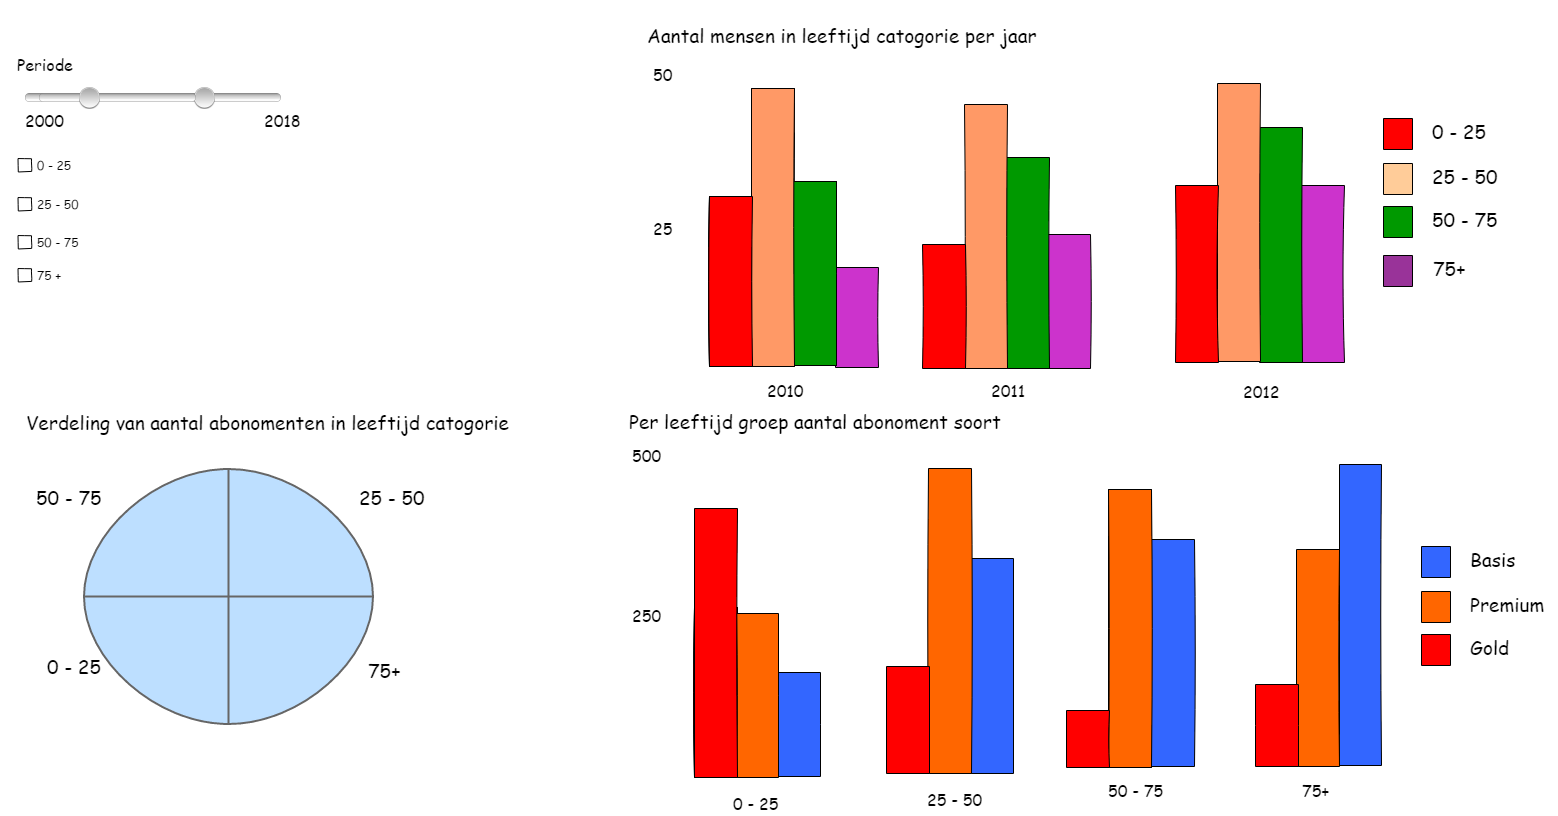 Periode
2000
2018
0 - 25
25 - 50
50 - 75
75 +
Aantal mensen in leeftijd catogorie per jaar
50
25
2010
2011
2012
0 - 25
25 - 50
50 - 75
75+
Verdeling van aantal abonomenten in leeftijd catogorie
50 - 75
25 - 50
0 - 25
75+
Per leeftijd groep aantal abonoment soort
500
250
0 - 25
25 - 50
50 - 75
75+
Basis
Premium
Gold